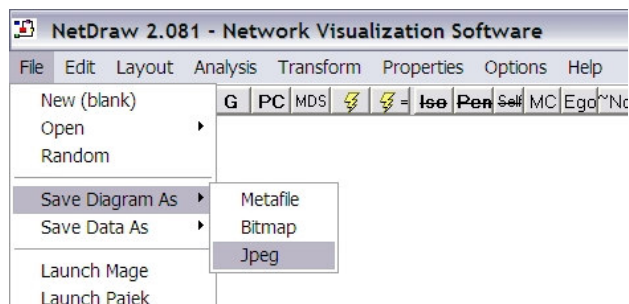 NetDraw 2.081 - Network Visualization Software
File Edit Layout Analysis Transform Properties Options Help
New (blank) G PC MDS = Iso Pen Self MC Ego ~No
Open
Random
Save Diagram As Metafile
Save Data As Bitmap
Jpeg
Launch Mage
Launch Pajek